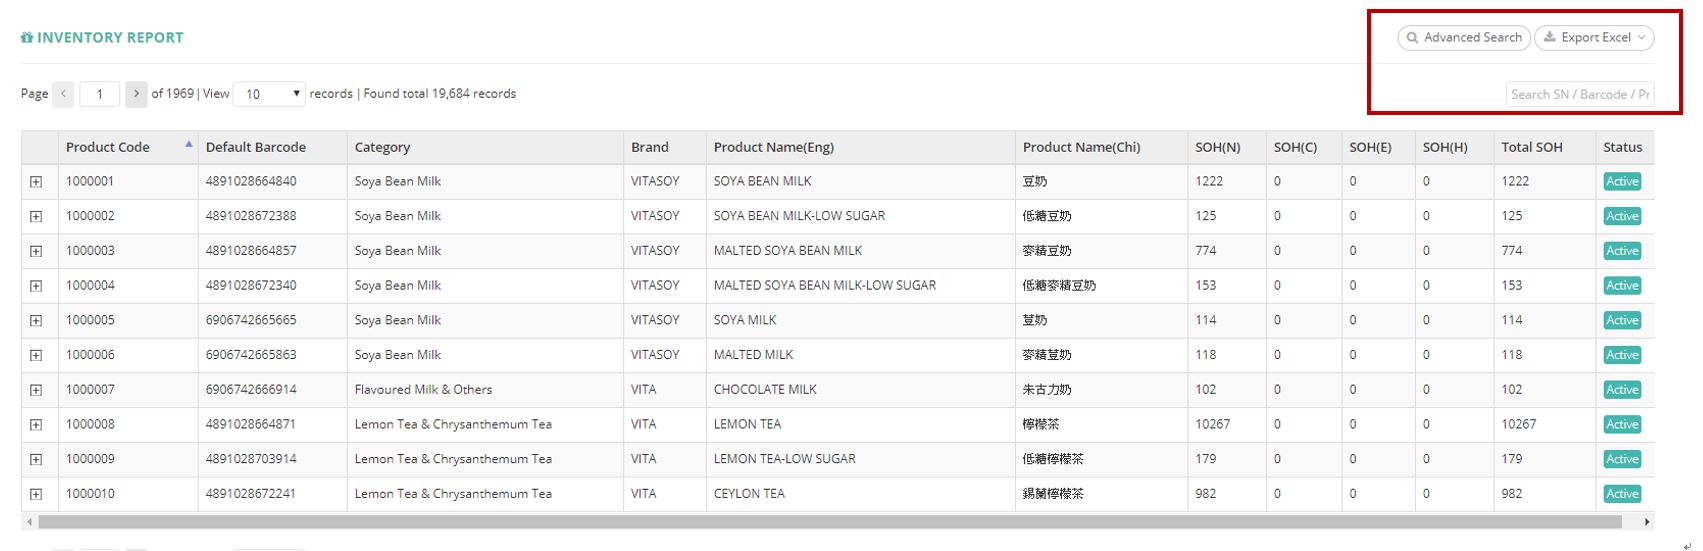 INVENTORY REPORT
Advanced Search Export Excel
Page 1 of 1969 | View 10 records | Found total 19,684 records
Search SN / Barcode / Pr
Product Code Default Barcode Category Brand Product Name(Eng) Product Name(Chi) SOH(N) SOH(C) SOH(E) SOH(H) Total SOH Status
1000001 4891028664840 Soya Bean Milk VITASOY SOYA BEAN MILK 豆奶 1222 0 0 0 1222 Active
1000002 4891028672388 Soya Bean Milk VITASOY SOYA BEAN MILK-LOW SUGAR 低糖豆奶 125 0 0 0 125 Active
1000003 4891028664857 Soya Bean Milk VITASOY MALTED SOYA BEAN MILK 麥精豆奶 774 0 0 0 774 Active
1000004 4891028672340 Soya Bean Milk VITASOY MALTED SOYA BEAN MILK-LOW SUGAR 低糖麥精豆奶 153 0 0 0 153 Active
1000005 6906742665665 Soya Bean Milk VITASOY SOYA MILK 荳奶 114 0 0 0 114 Active
1000006 6906742665863 Soya Bean Milk VITASOY MALTED MILK 麥精荳奶 118 0 0 0 118 Active
1000007 6906742666914 Flavoured Milk & Others VITA CHOCOLATE MILK 朱古力奶 102 0 0 0 102 Active
1000008 4891028664871 Lemon Tea & Chrysanthemum Tea VITA LEMON TEA 檸檬茶 10267 0 0 0 10267 Active
1000009 4891028703914 Lemon Tea & Chrysanthemum Tea VITA LEMON TEA-LOW SUGAR 低糖檸檬茶 179 0 0 0 179 Active
1000010 4891028672241 Lemon Tea & Chrysanthemum Tea VITA CEYLON TEA 錫蘭檸檬茶 982 0 0 0 982 Active